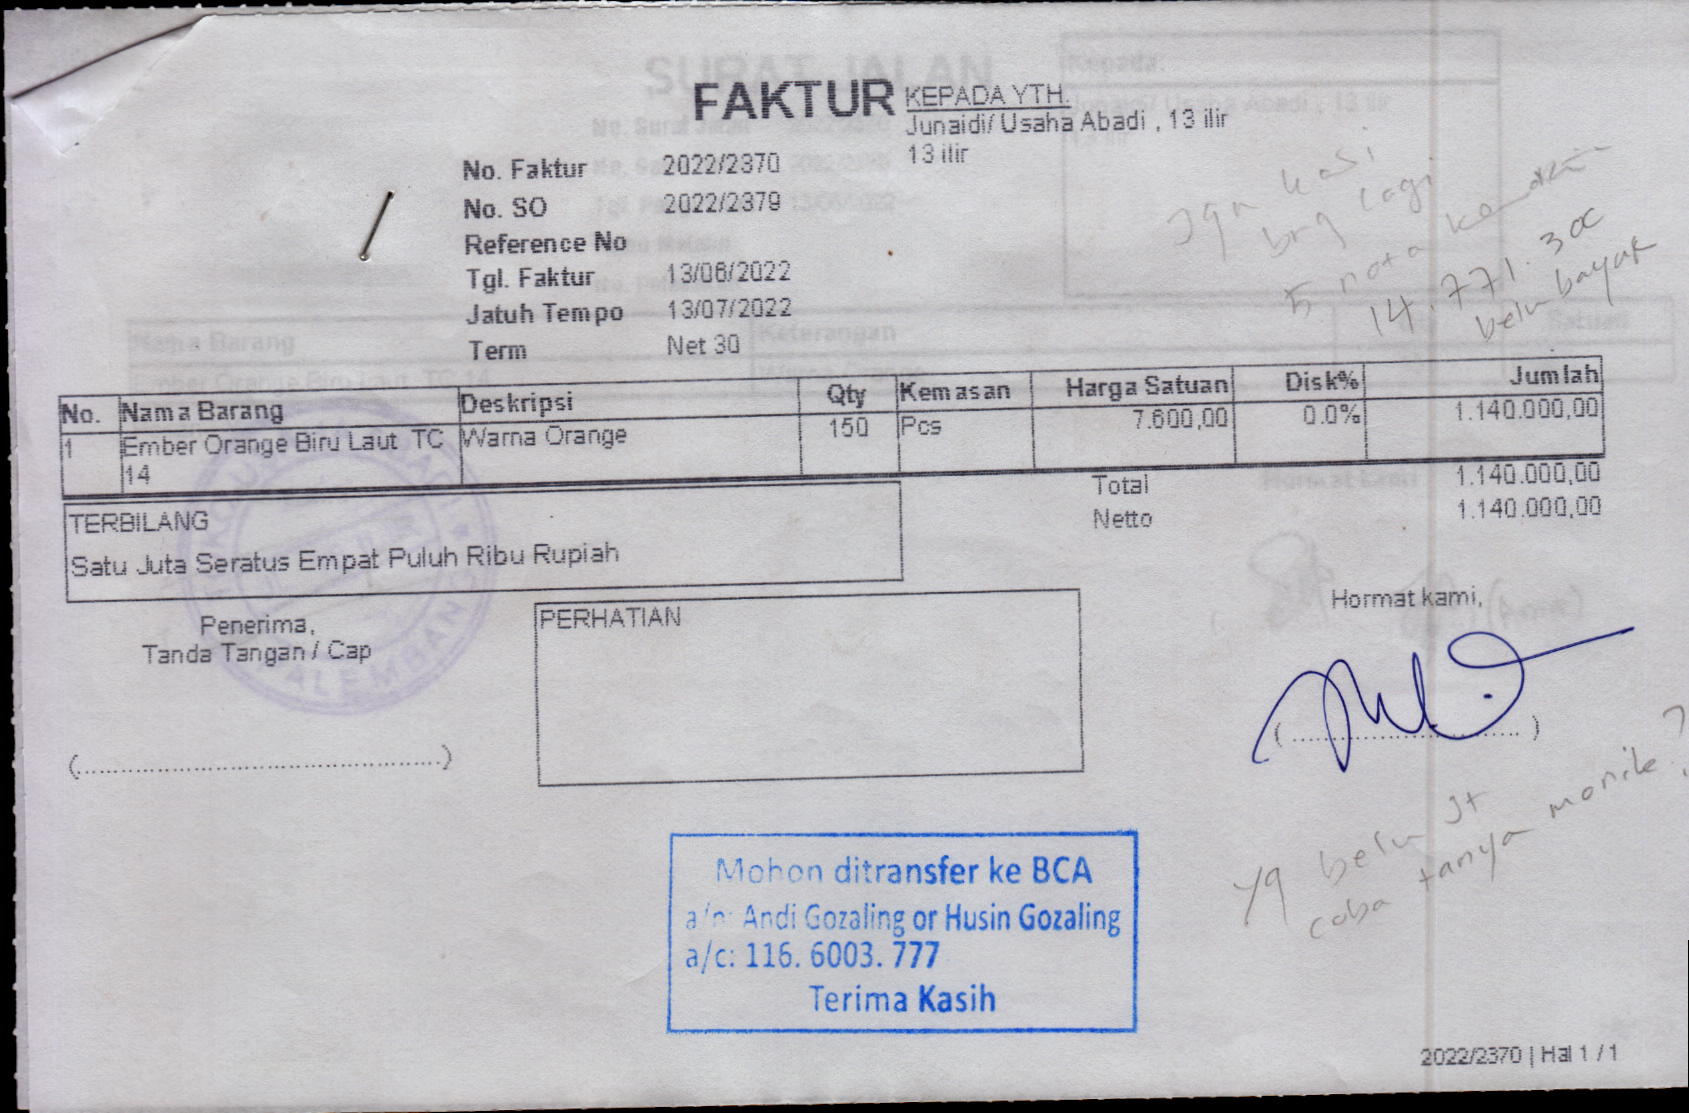 FAKTUR
KEPADA YTH.
Junaidi/ Usaha Abadi , 13 ilir
13 ilir
No. Faktur 2022/2370
No. SO 2022/2379
Reference No
Tgl. Faktur 13/06/2022
Jatuh Tempo 13/07/2022
Term Net 30
Jgn kasi
brg lagi
5 nota
14.771.300
belum bayar
No. Nama Barang Deskripsi Qty Kemasan Harga Satuan Disk% Jumlah
1 Ember Orange Biru Laut TC Warna Orange 150 Pcs 7.600,00 0.0% 1.140.000,00
14
Total 1.140.000,00
Netto 1.140.000,00
TERBILANG
Satu Juta Seratus Empat Puluh Ribu Rupiah
Penerima,
Tanda Tangan / Cap
PALEMBANG
(............................................)
PERHATIAN
Hormat kami,
(............................................)
yg belum Jt
coba tanya monik?
Mohon ditransfer ke BCA
a/n: Andi Gozaling or Husin Gozaling
a/c: 116. 6003. 777
Terima Kasih
2022/2370 | Hal 1 / 1